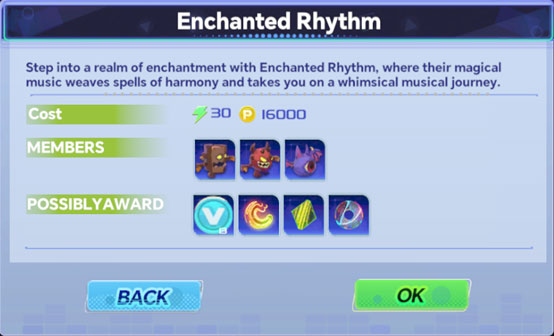 Enchanted Rhythm
Step into a realm of enchantment with Enchanted Rhythm, where their magical
music weaves spells of harmony and takes you on a whimsical musical journey.
Cost 30 P 16000
MEMBERS
POSSIBLYAWARD
V
BACK OK